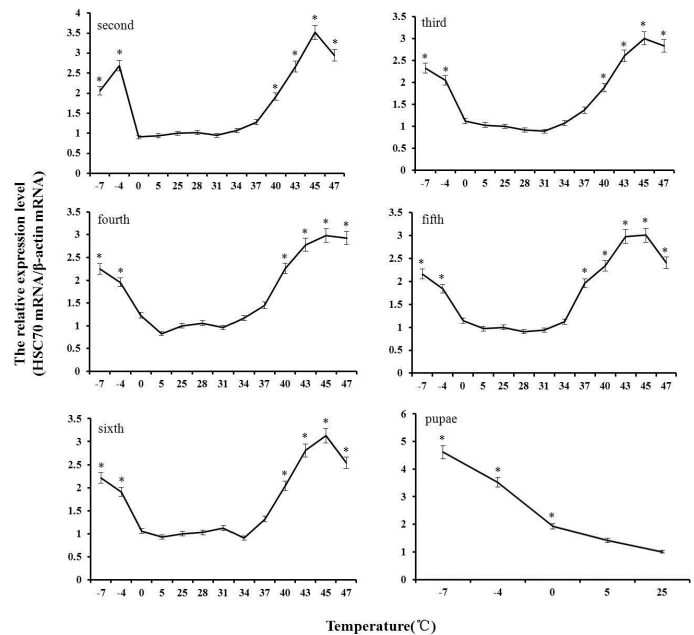 The relative expression level
(HSC70 mRNA/β-actin mRNA)
second
4
3.5
3
2.5
2
1.5
1
0.5
0
* * * * * *
-7 -4 0 5 25 28 31 34 37 40 43 45 47
third
3.5
3
2.5
2
1.5
1
0.5
0
* * * * * *
-7 -4 0 5 25 28 31 34 37 40 43 45 47
fourth
3.5
3
2.5
2
1.5
1
0.5
0
* * * * * *
-7 -4 0 5 25 28 31 34 37 40 43 45 47
fifth
3.5
3
2.5
2
1.5
1
0.5
0
* * * * * * *
-7 -4 0 5 25 28 31 34 37 40 43 45 47
sixth
3.5
3
2.5
2
1.5
1
0.5
0
* * * * * *
-7 -4 0 5 25 28 31 34 37 40 43 45 47
pupae
6
5
4
3
2
1
0
* * *
-7 -4 0 5 25
Temperature(℃)